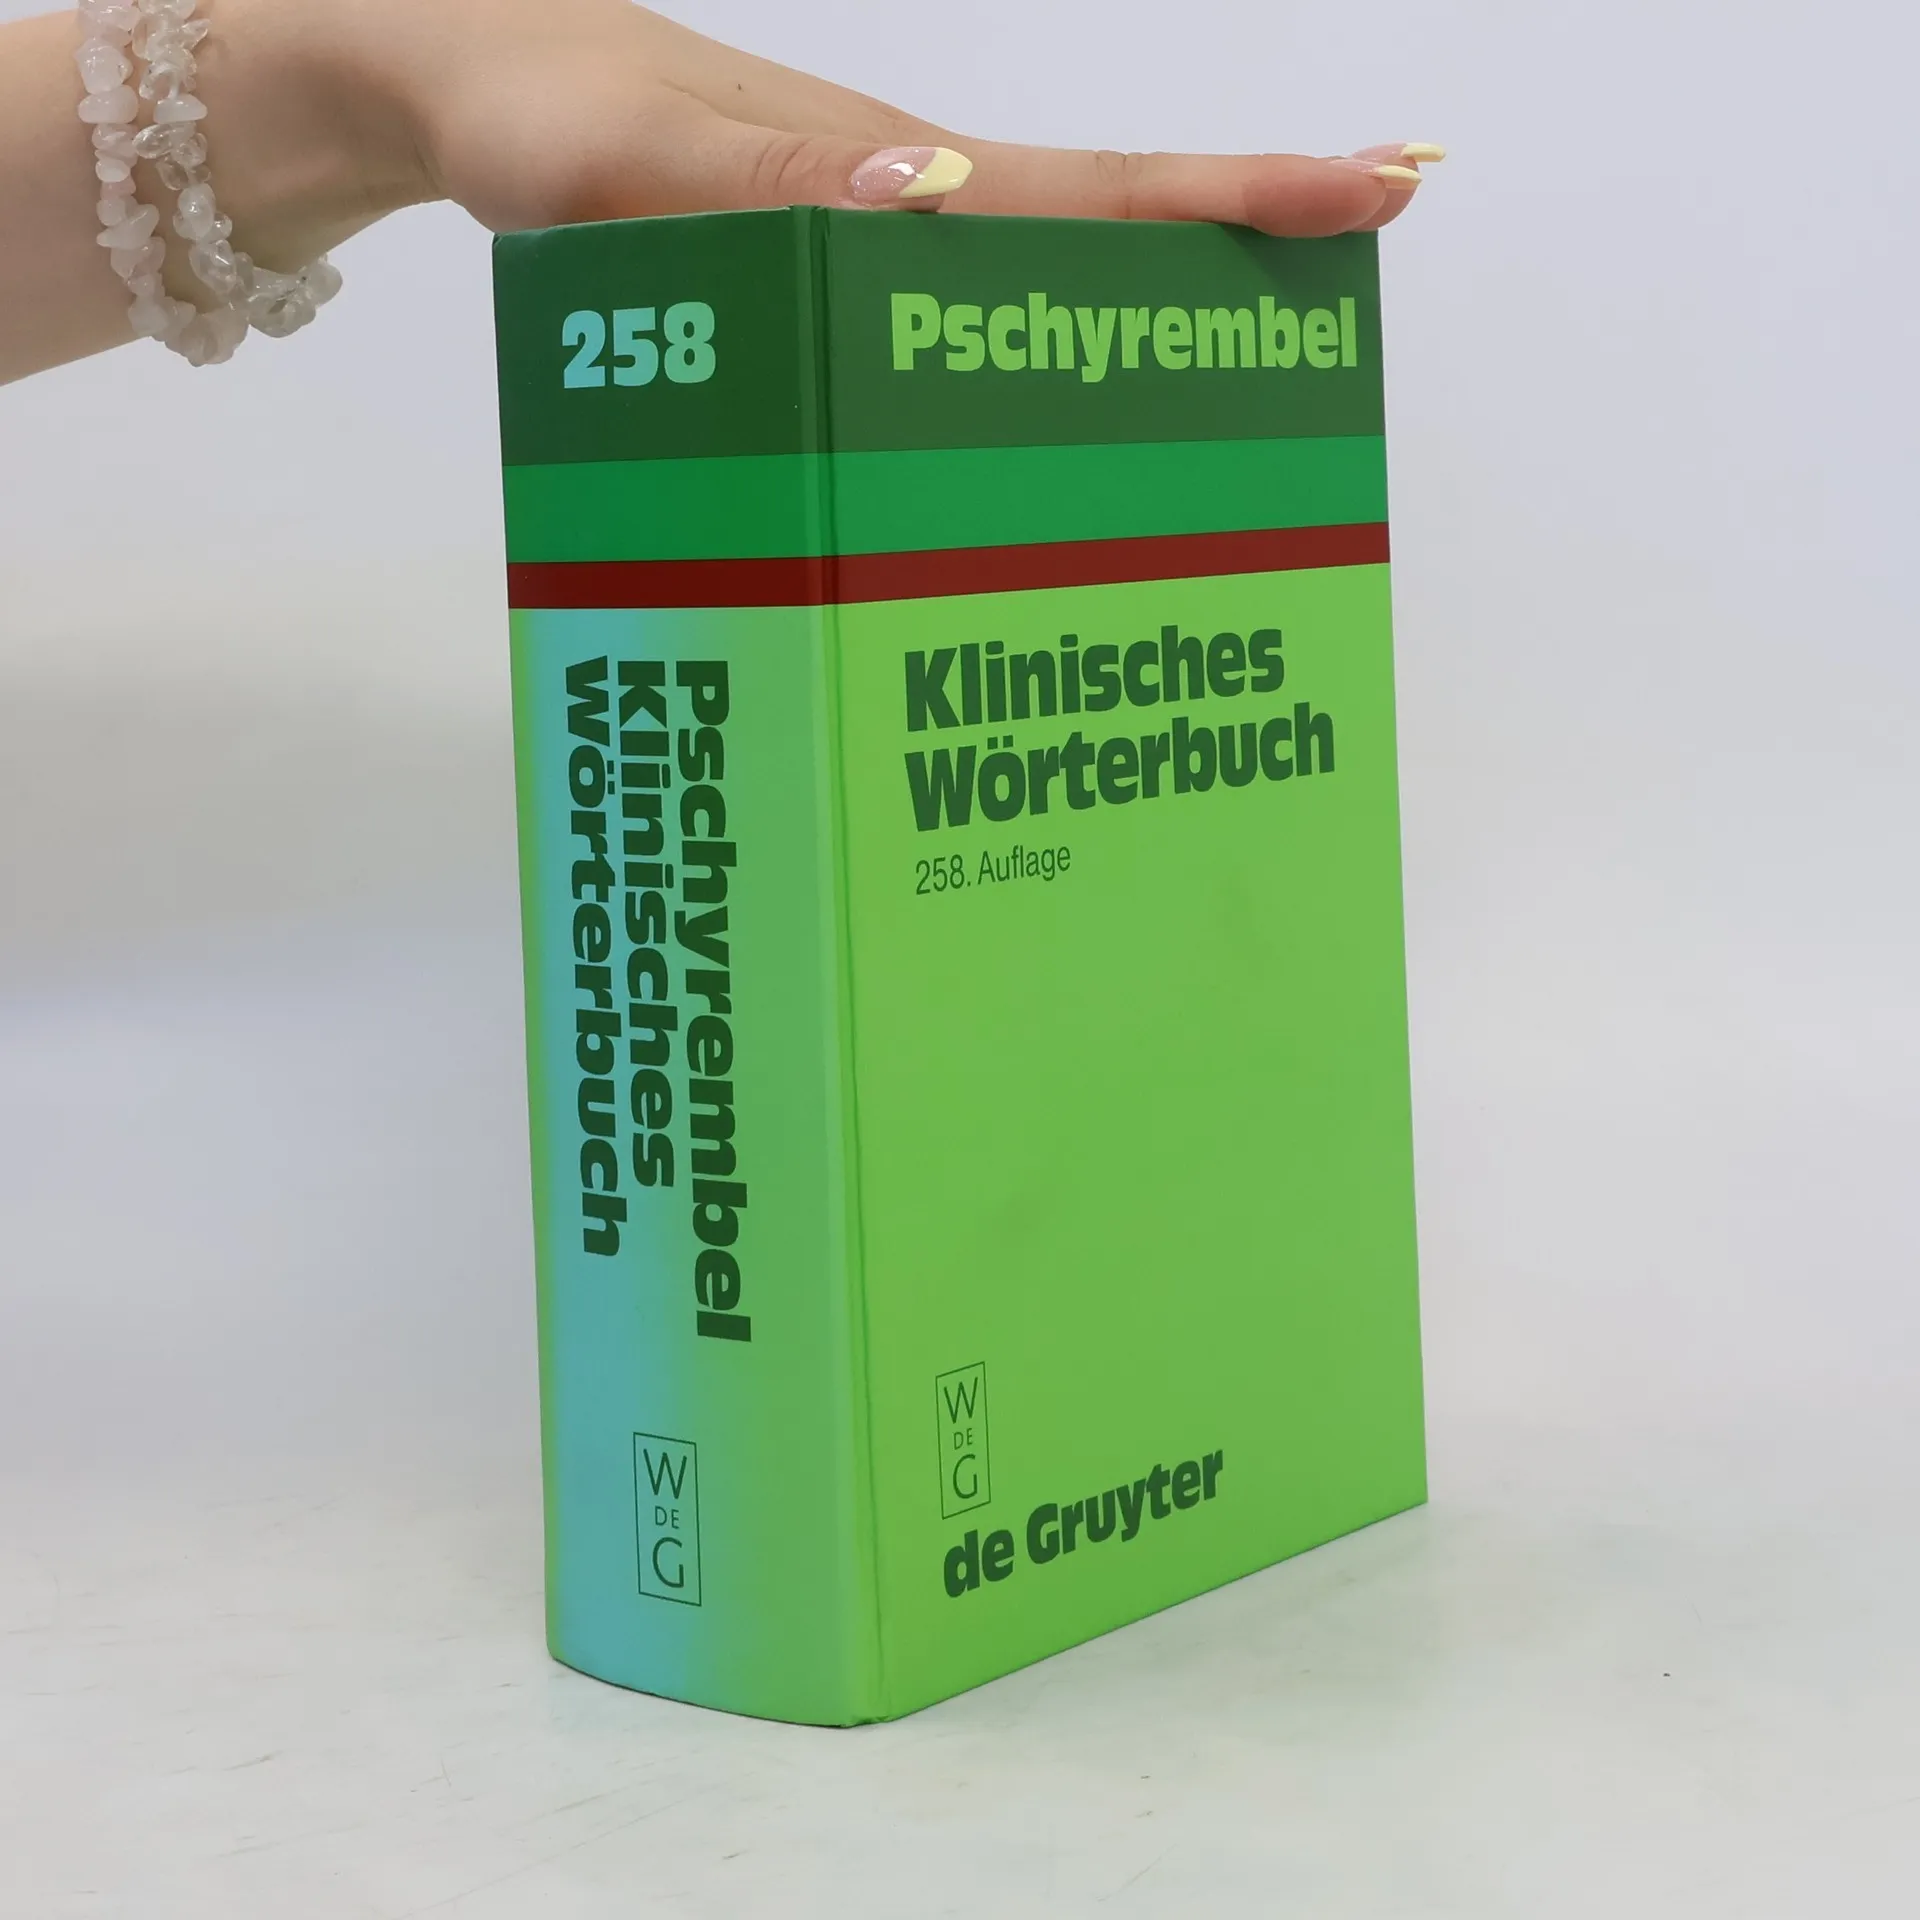 258
Pschyrembel
Klinisches
Wörterbuch
W
DE
G
Pschyrembel
Klinisches
Wörterbuch
258. Auflage
W
DE
G
de Gruyter